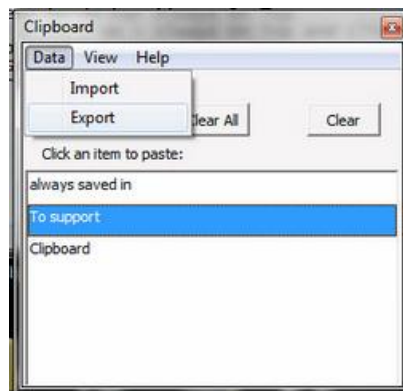 Clipboard
Data View Help
Import
Export
Clear All Clear
Click an item to paste:
always saved in
To support
Clipboard